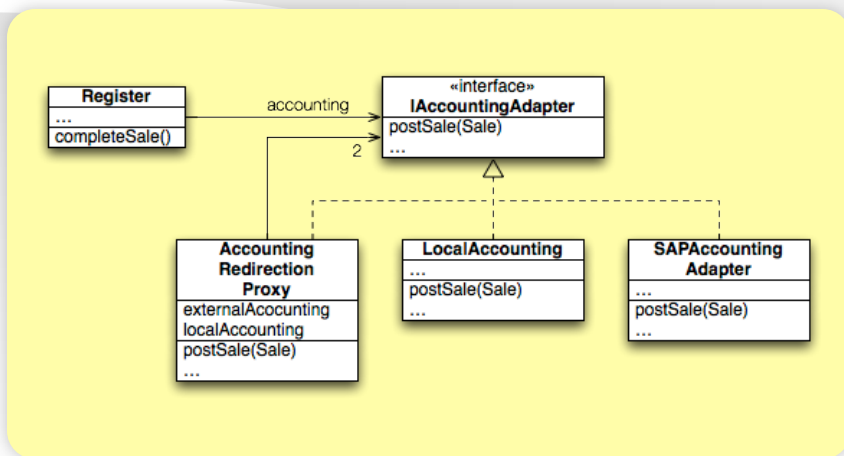 Register
...
completeSale()
accounting
«interface»
IAccountingAdapter
postSale(Sale)
...
2
Accounting
Redirection
Proxy
externalAcocunting
localAccounting
postSale(Sale)
...
LocalAccounting
...
postSale(Sale)
...
SAPAccounting
Adapter
...
postSale(Sale)
...